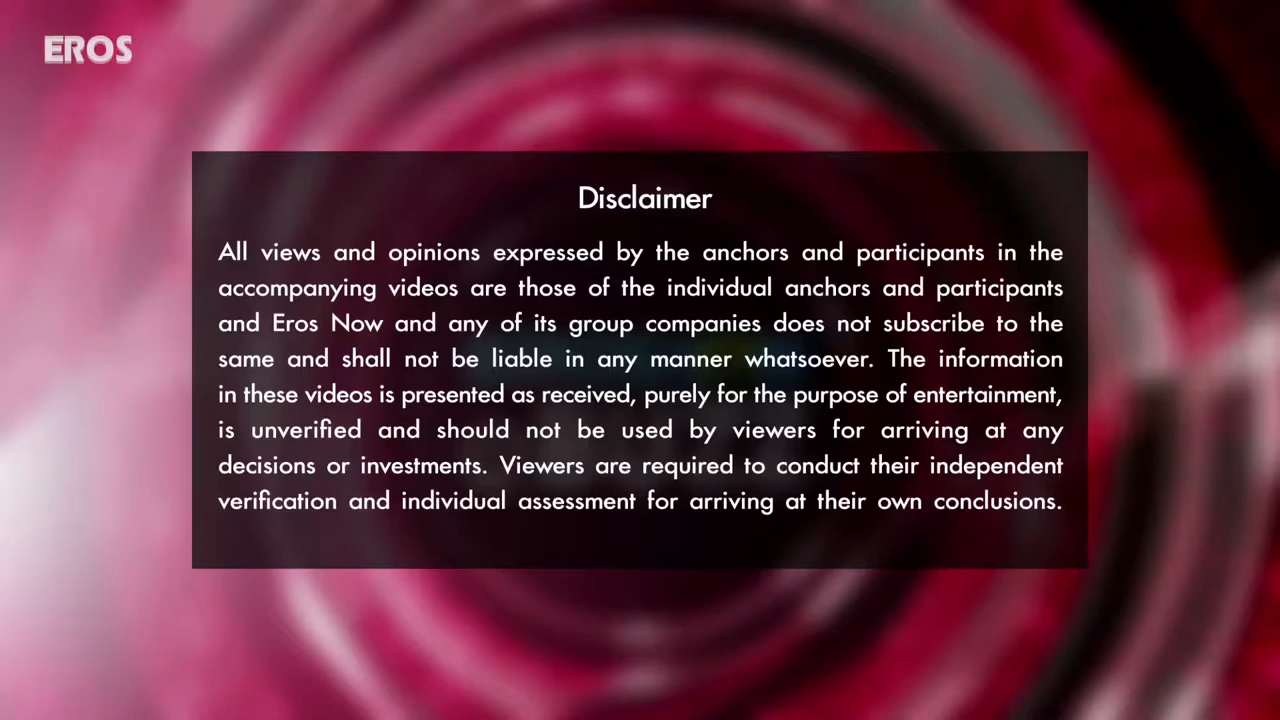 EROS
Disclaimer
All views and opinions expressed by the anchors and participants in the
accompanying videos are those of the individual anchors and participants
and Eros Now and any of its group companies does not subscribe to the
same and shall not be liable in any manner whatsoever. The information
in these videos is presented as received, purely for the purpose of entertainment,
is unverified and should not be used by viewers for arriving at any
decisions or investments. Viewers are required to conduct their independent
verification and individual assessment for arriving at their own conclusions.